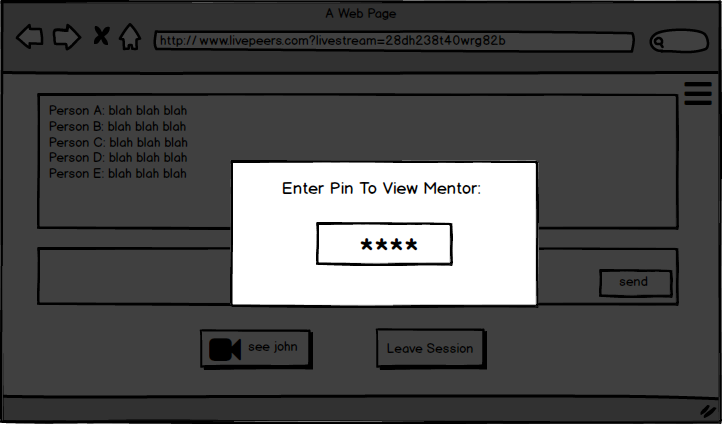 A Web Page
http:// www.livepeers.com?livestream=28dh238t40wrg82b
Person A: blah blah blah
Person B: blah blah blah
Person C: blah blah blah
Person D: blah blah blah
Person E: blah blah blah
Enter Pin To View Mentor:
****
send
see john
Leave Session